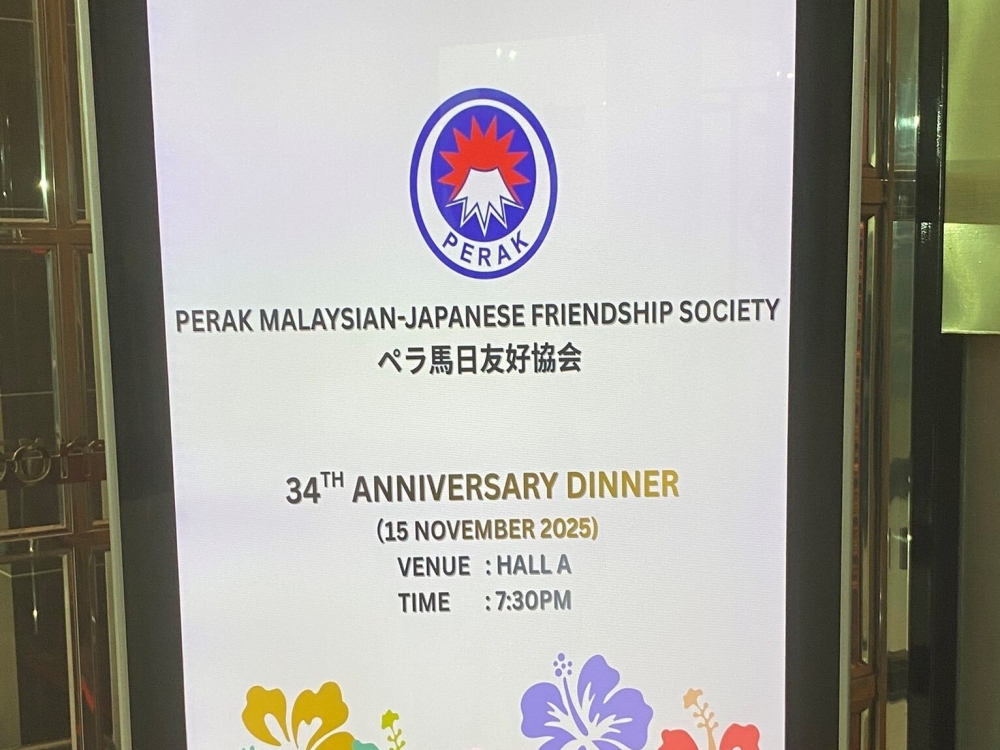 PERAK
PERAK MALAYSIAN-JAPANESE FRIENDSHIP SOCIETY
ペラ馬日友好協会
34TH ANNIVERSARY DINNER
(15 NOVEMBER 2025)
VENUE : HALL A
TIME : 7:30PM